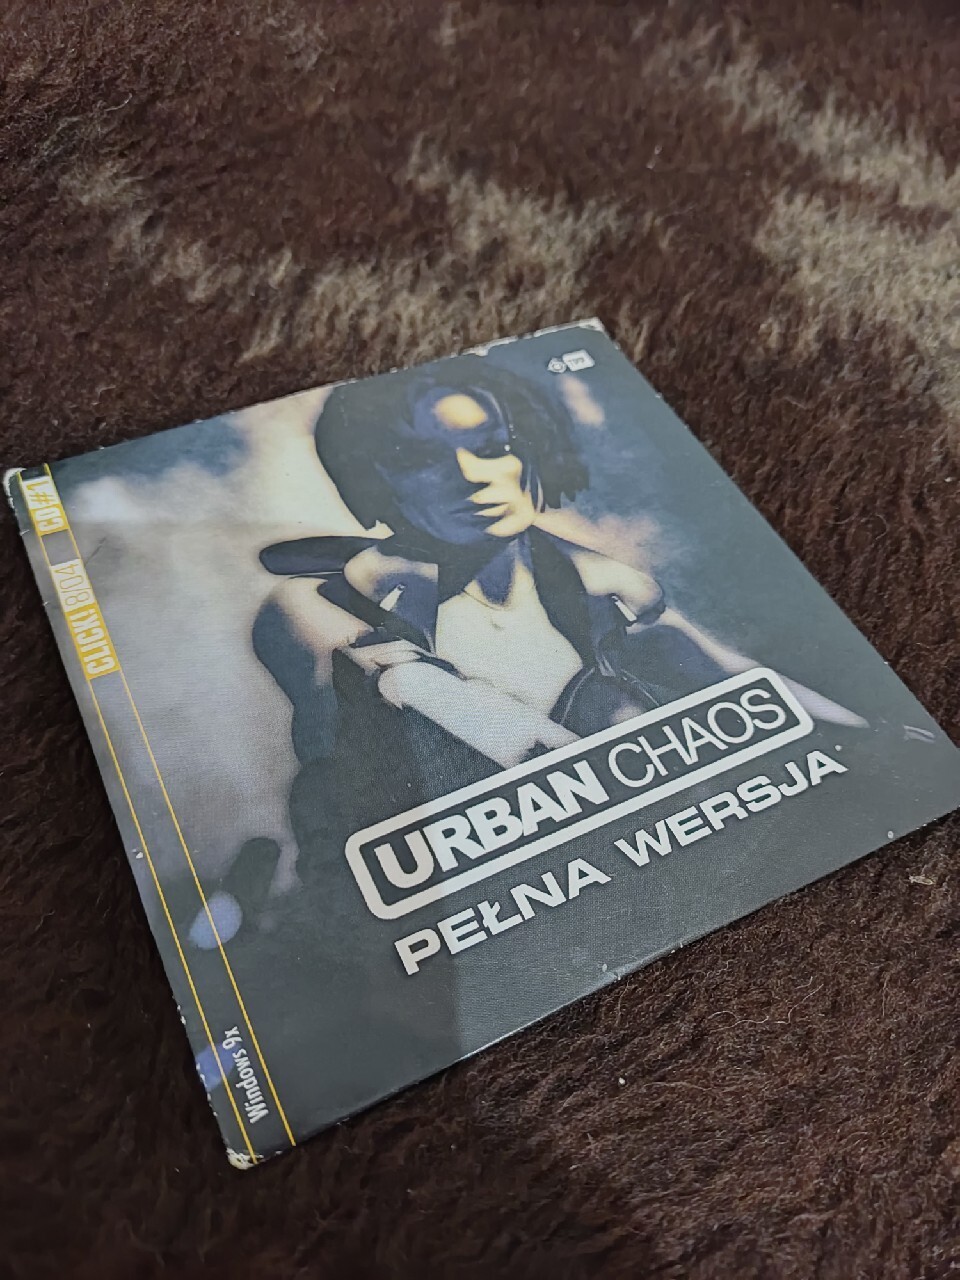 CLICK! 8/04 CD#1
URBAN CHAOS
PEŁNA WERSJA
Windows 9x